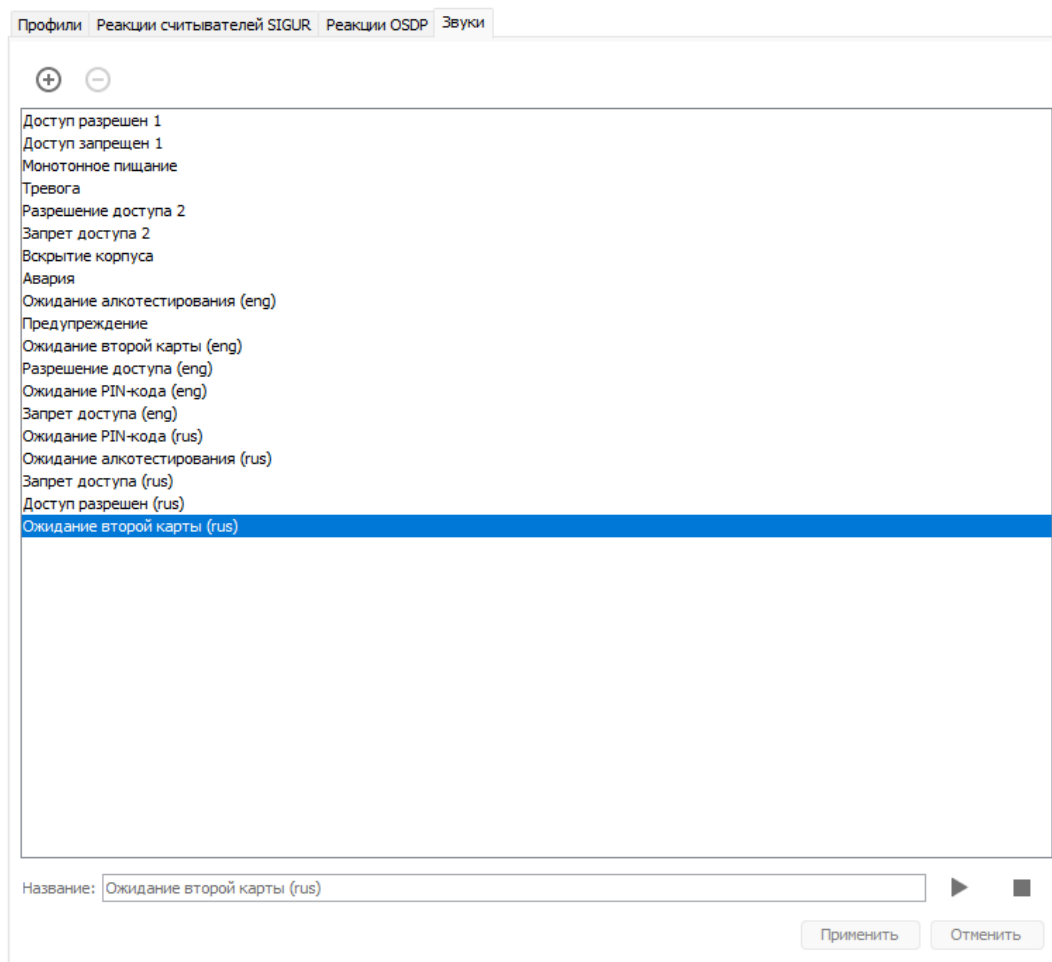 Профили Реакции считывателей SIGUR Реакции OSDP Звуки
Доступ разрешен 1
Доступ запрещен 1
Монотонное пищание
Тревога
Разрешение доступа 2
Запрет доступа 2
Вскрытие корпуса
Авария
Ожидание алкотестирования (eng)
Предупреждение
Ожидание второй карты (eng)
Разрешение доступа (eng)
Ожидание PIN-кода (eng)
Запрет доступа (eng)
Ожидание PIN-кода (rus)
Ожидание алкотестирования (rus)
Запрет доступа (rus)
Доступ разрешен (rus)
Ожидание второй карты (rus)
Название: Ожидание второй карты (rus)
Применить Отменить